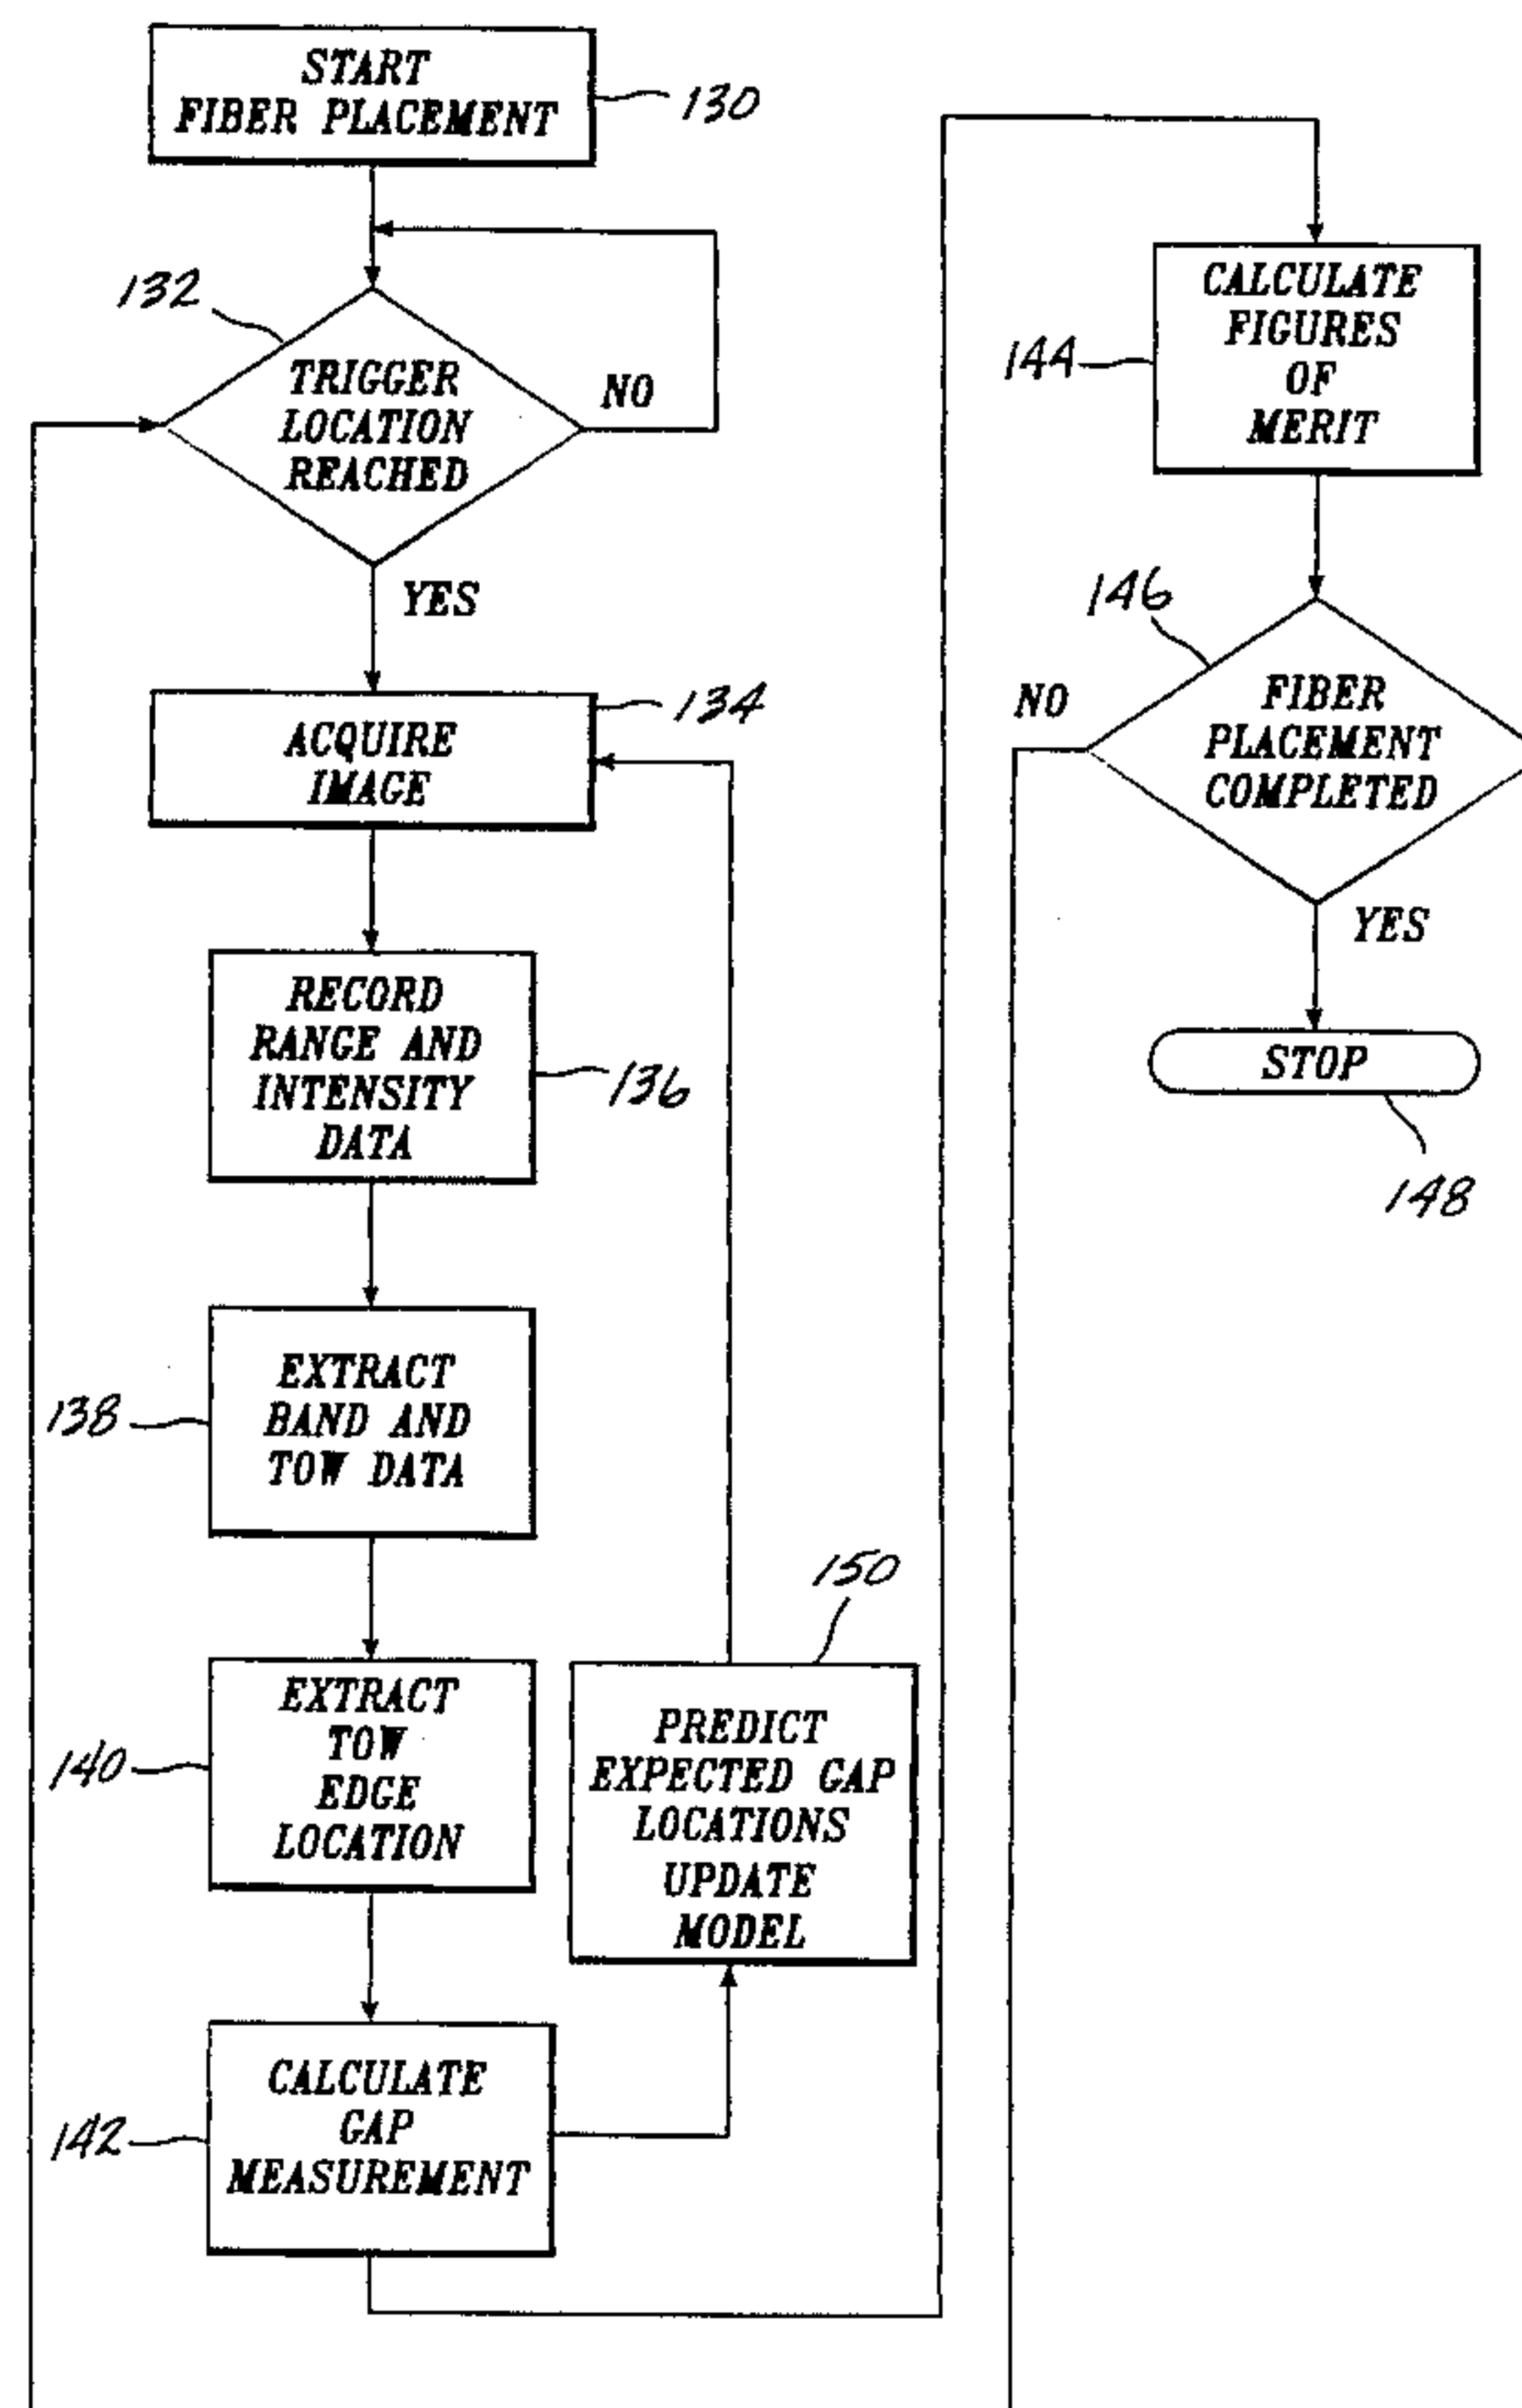 START
FIBER PLACEMENT
130
132
TRIGGER
LOCATION
REACHED
NO
YES
134
ACQUIRE
IMAGE
RECORD
RANGE AND
INTENSITY
DATA
136
138
EXTRACT
BAND AND
TOW DATA
140
EXTRACT
TOW
EDGE
LOCATION
150
PREDICT
EXPECTED GAP
LOCATIONS
UPDATE
MODEL
142
CALCULATE
GAP
MEASUREMENT
144
CALCULATE
FIGURES
OF
MERIT
146
NO
FIBER
PLACEMENT
COMPLETED
YES
STOP
148